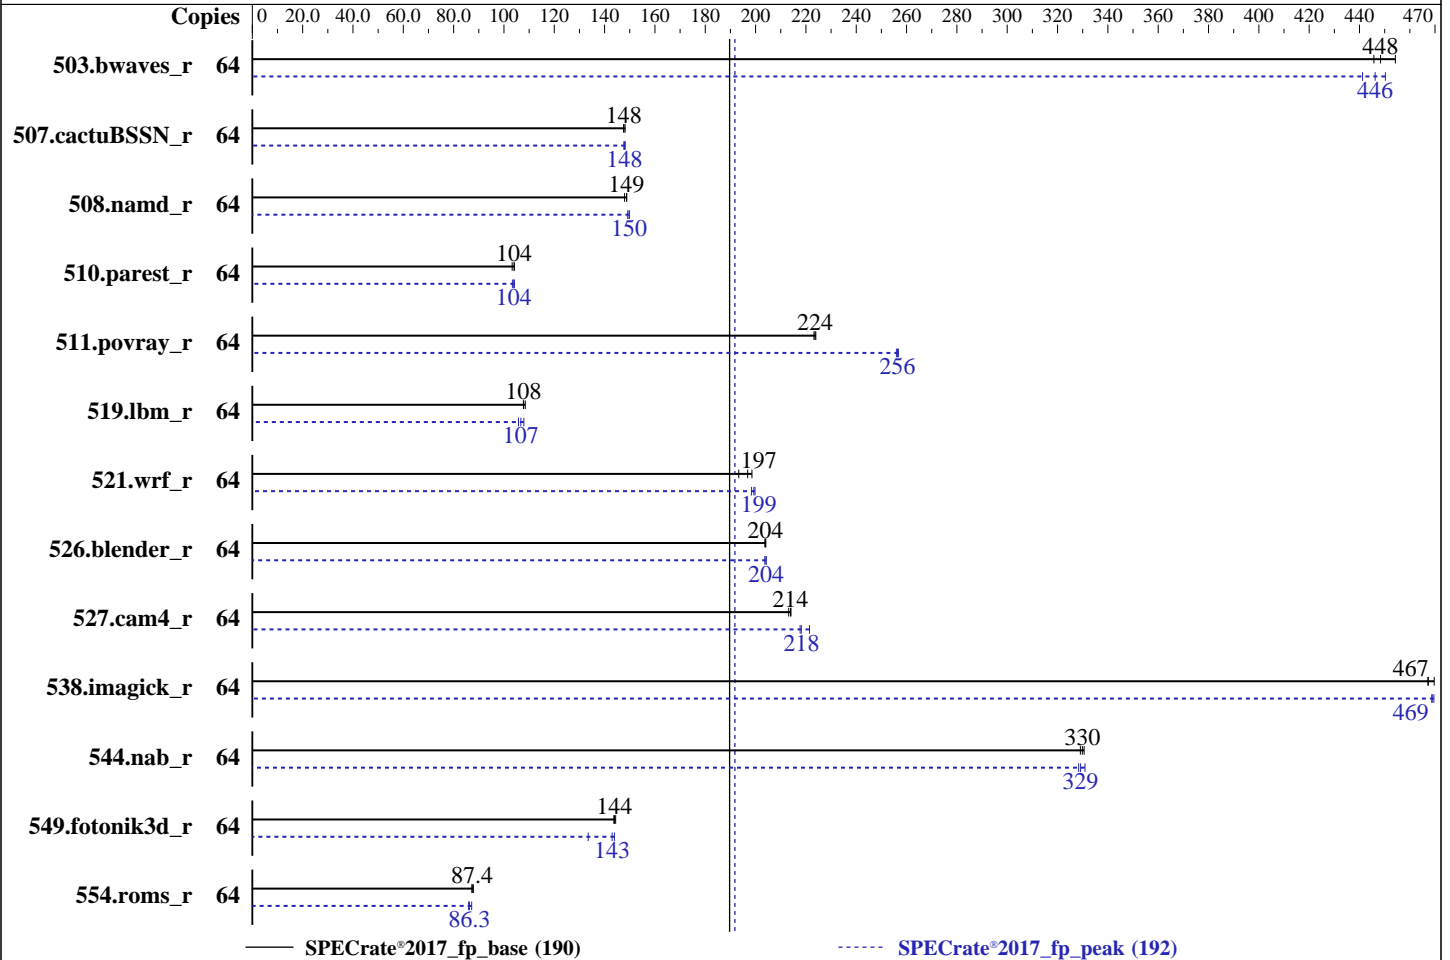 Copies 0 20.0 40.0 60.0 80.0 100 120 140 160 180 200 220 240 260 280 300 320 340 360 380 400 420 440 470
503.bwaves_r 64 448
446
507.cactuBSSN_r 64 148
148
508.namd_r 64 149
150
510.parest_r 64 104
104
511.povray_r 64 224
256
519.lbm_r 64 108
107
521.wrf_r 64 197
199
526.blender_r 64 204
204
527.cam4_r 64 214
218
538.imagick_r 64 467
469
544.nab_r 64 330
329
549.fotonik3d_r 64 144
143
554.roms_r 64 87.4
86.3
SPECrate®2017_fp_base (190) SPECrate®2017_fp_peak (192)